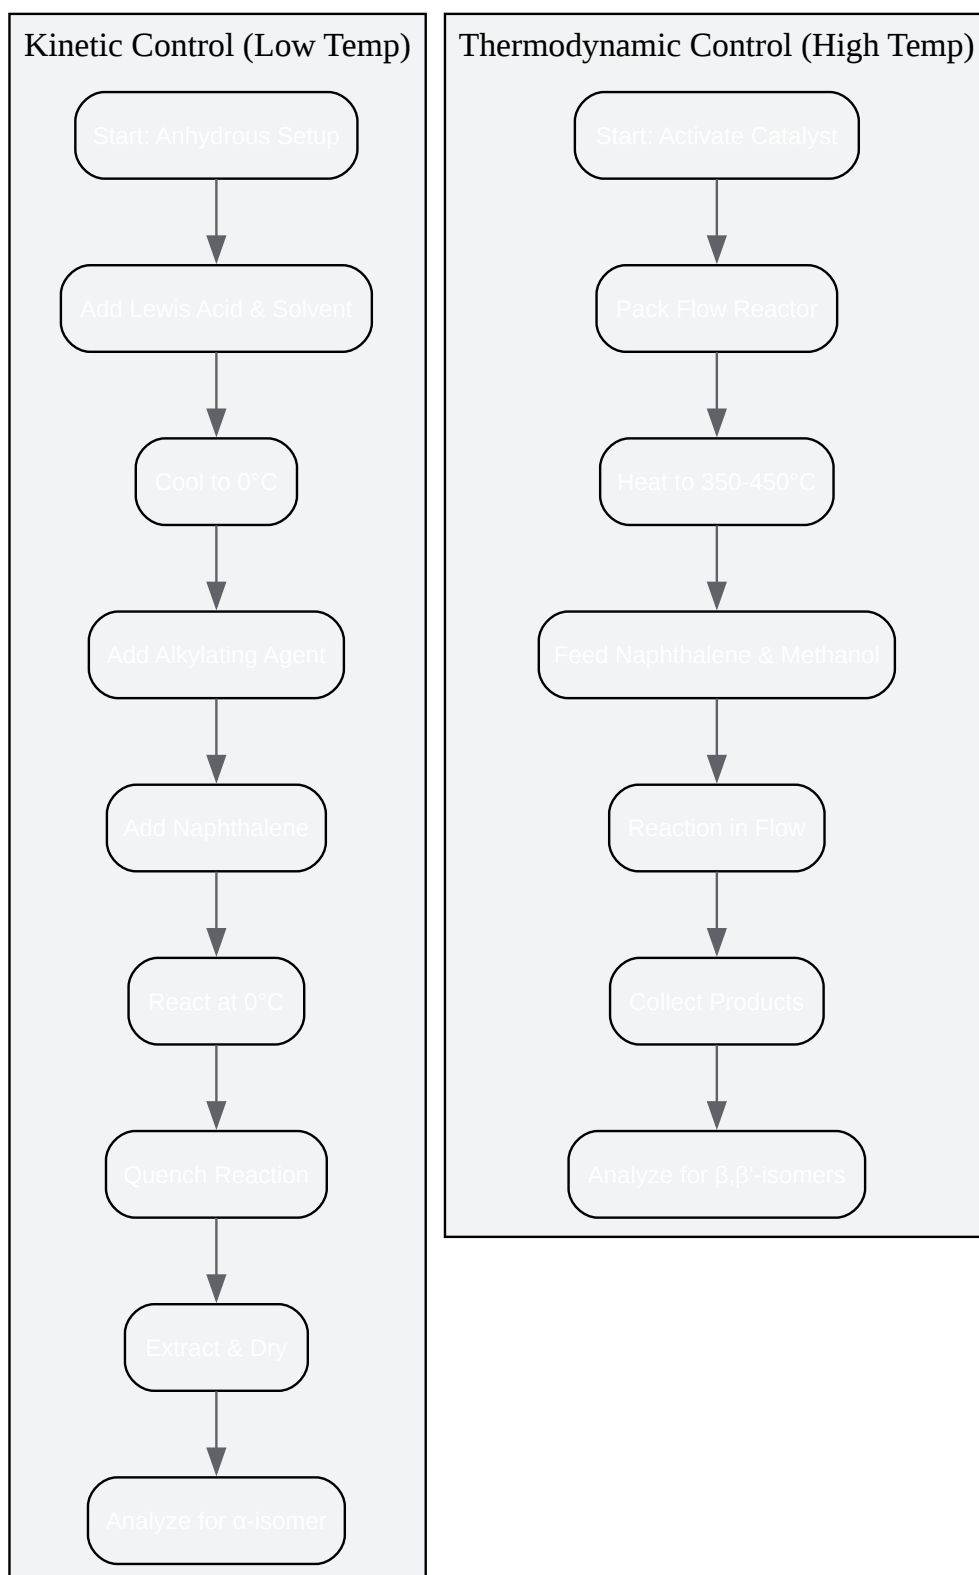 Kinetic Control (Low Temp)
Start: Anhydrous Setup
Add Lewis Acid & Solvent
Cool to 0°C
Add Alkylating Agent
Add Naphthalene
React at 0°C
Quench Reaction
Extract & Dry
Analyze for α-isomer
Thermodynamic Control (High Temp)
Start: Activate Catalyst
Pack Flow Reactor
Heat to 350-450°C
Feed Naphthalene & Methanol
Reaction in Flow
Collect Products
Analyze for β,β'-isomers